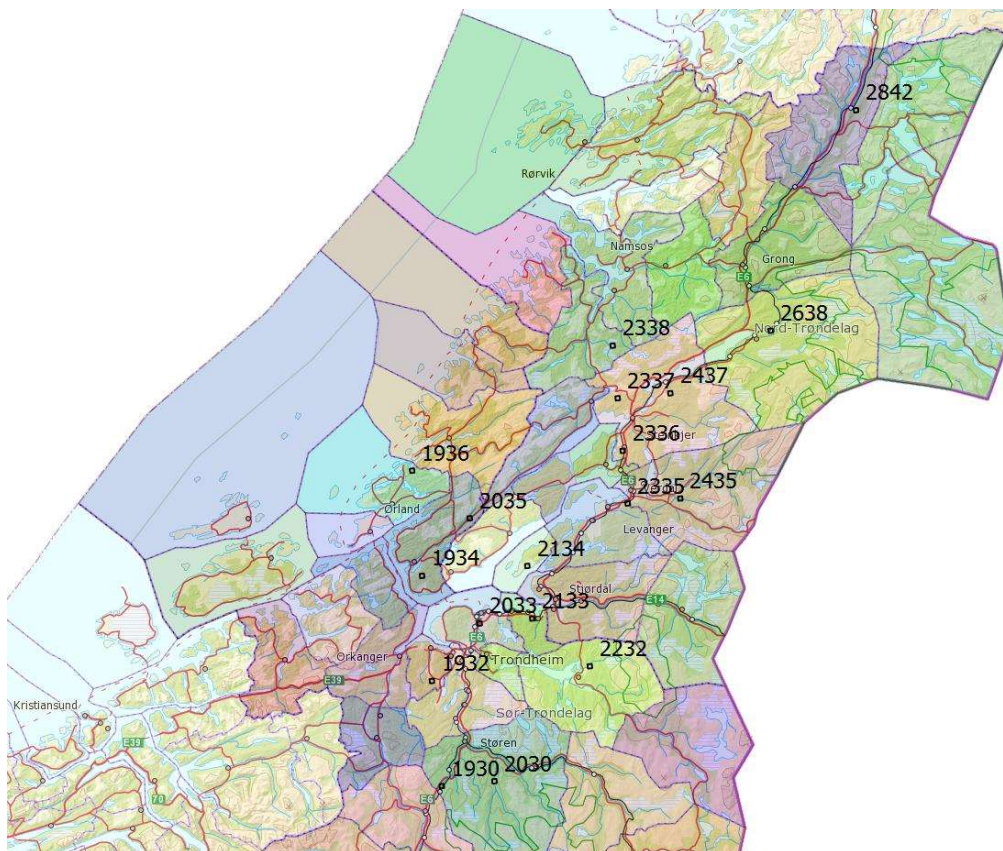 2842
Rørvik
Namsos
Grong
E6
2638
Nord-Trøndelag
2338
2337
2437
2336
1936
E6
2335
2435
Ørland
2035
Levanger
2134
1934
Stjørdal
E14
2033
2133
E6
Orkanger
Trondheim
2232
1932
E39
Kristiansund
Sør-Trøndelag
E39
Støren
1930
2030
E6
70